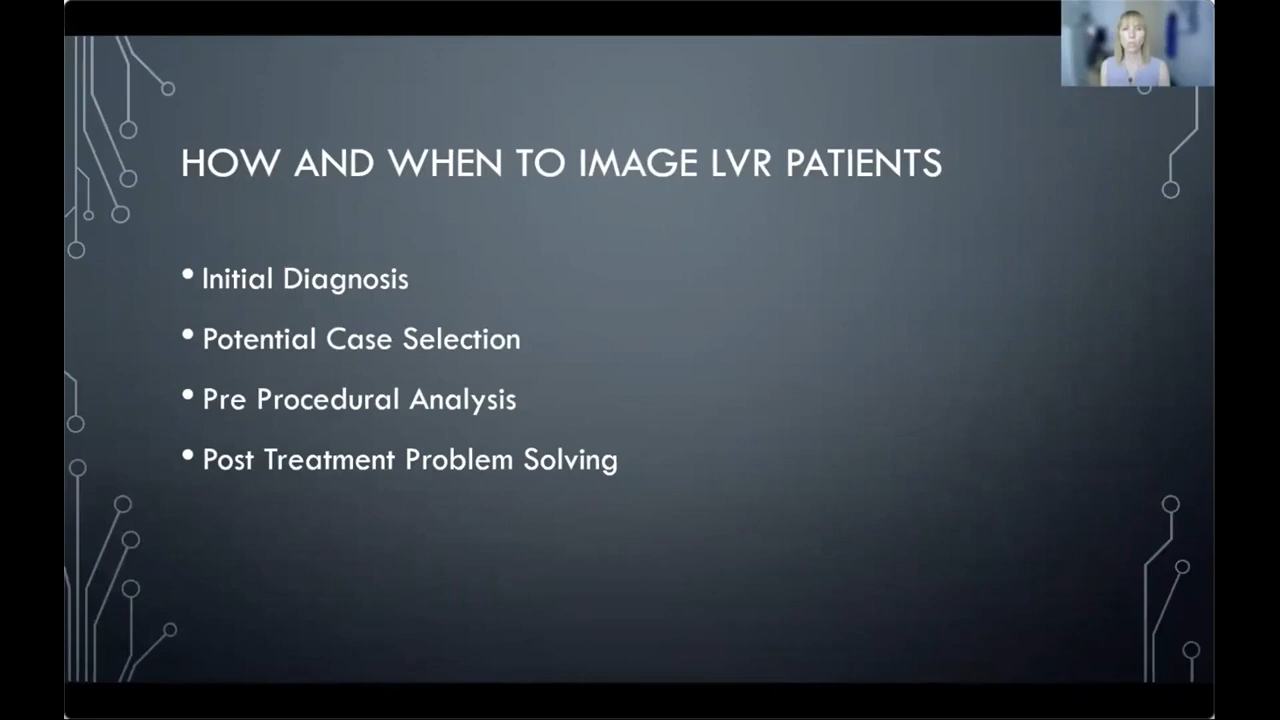 HOW AND WHEN TO IMAGE LVR PATIENTS
• Initial Diagnosis
• Potential Case Selection
• Pre Procedural Analysis
• Post Treatment Problem Solving